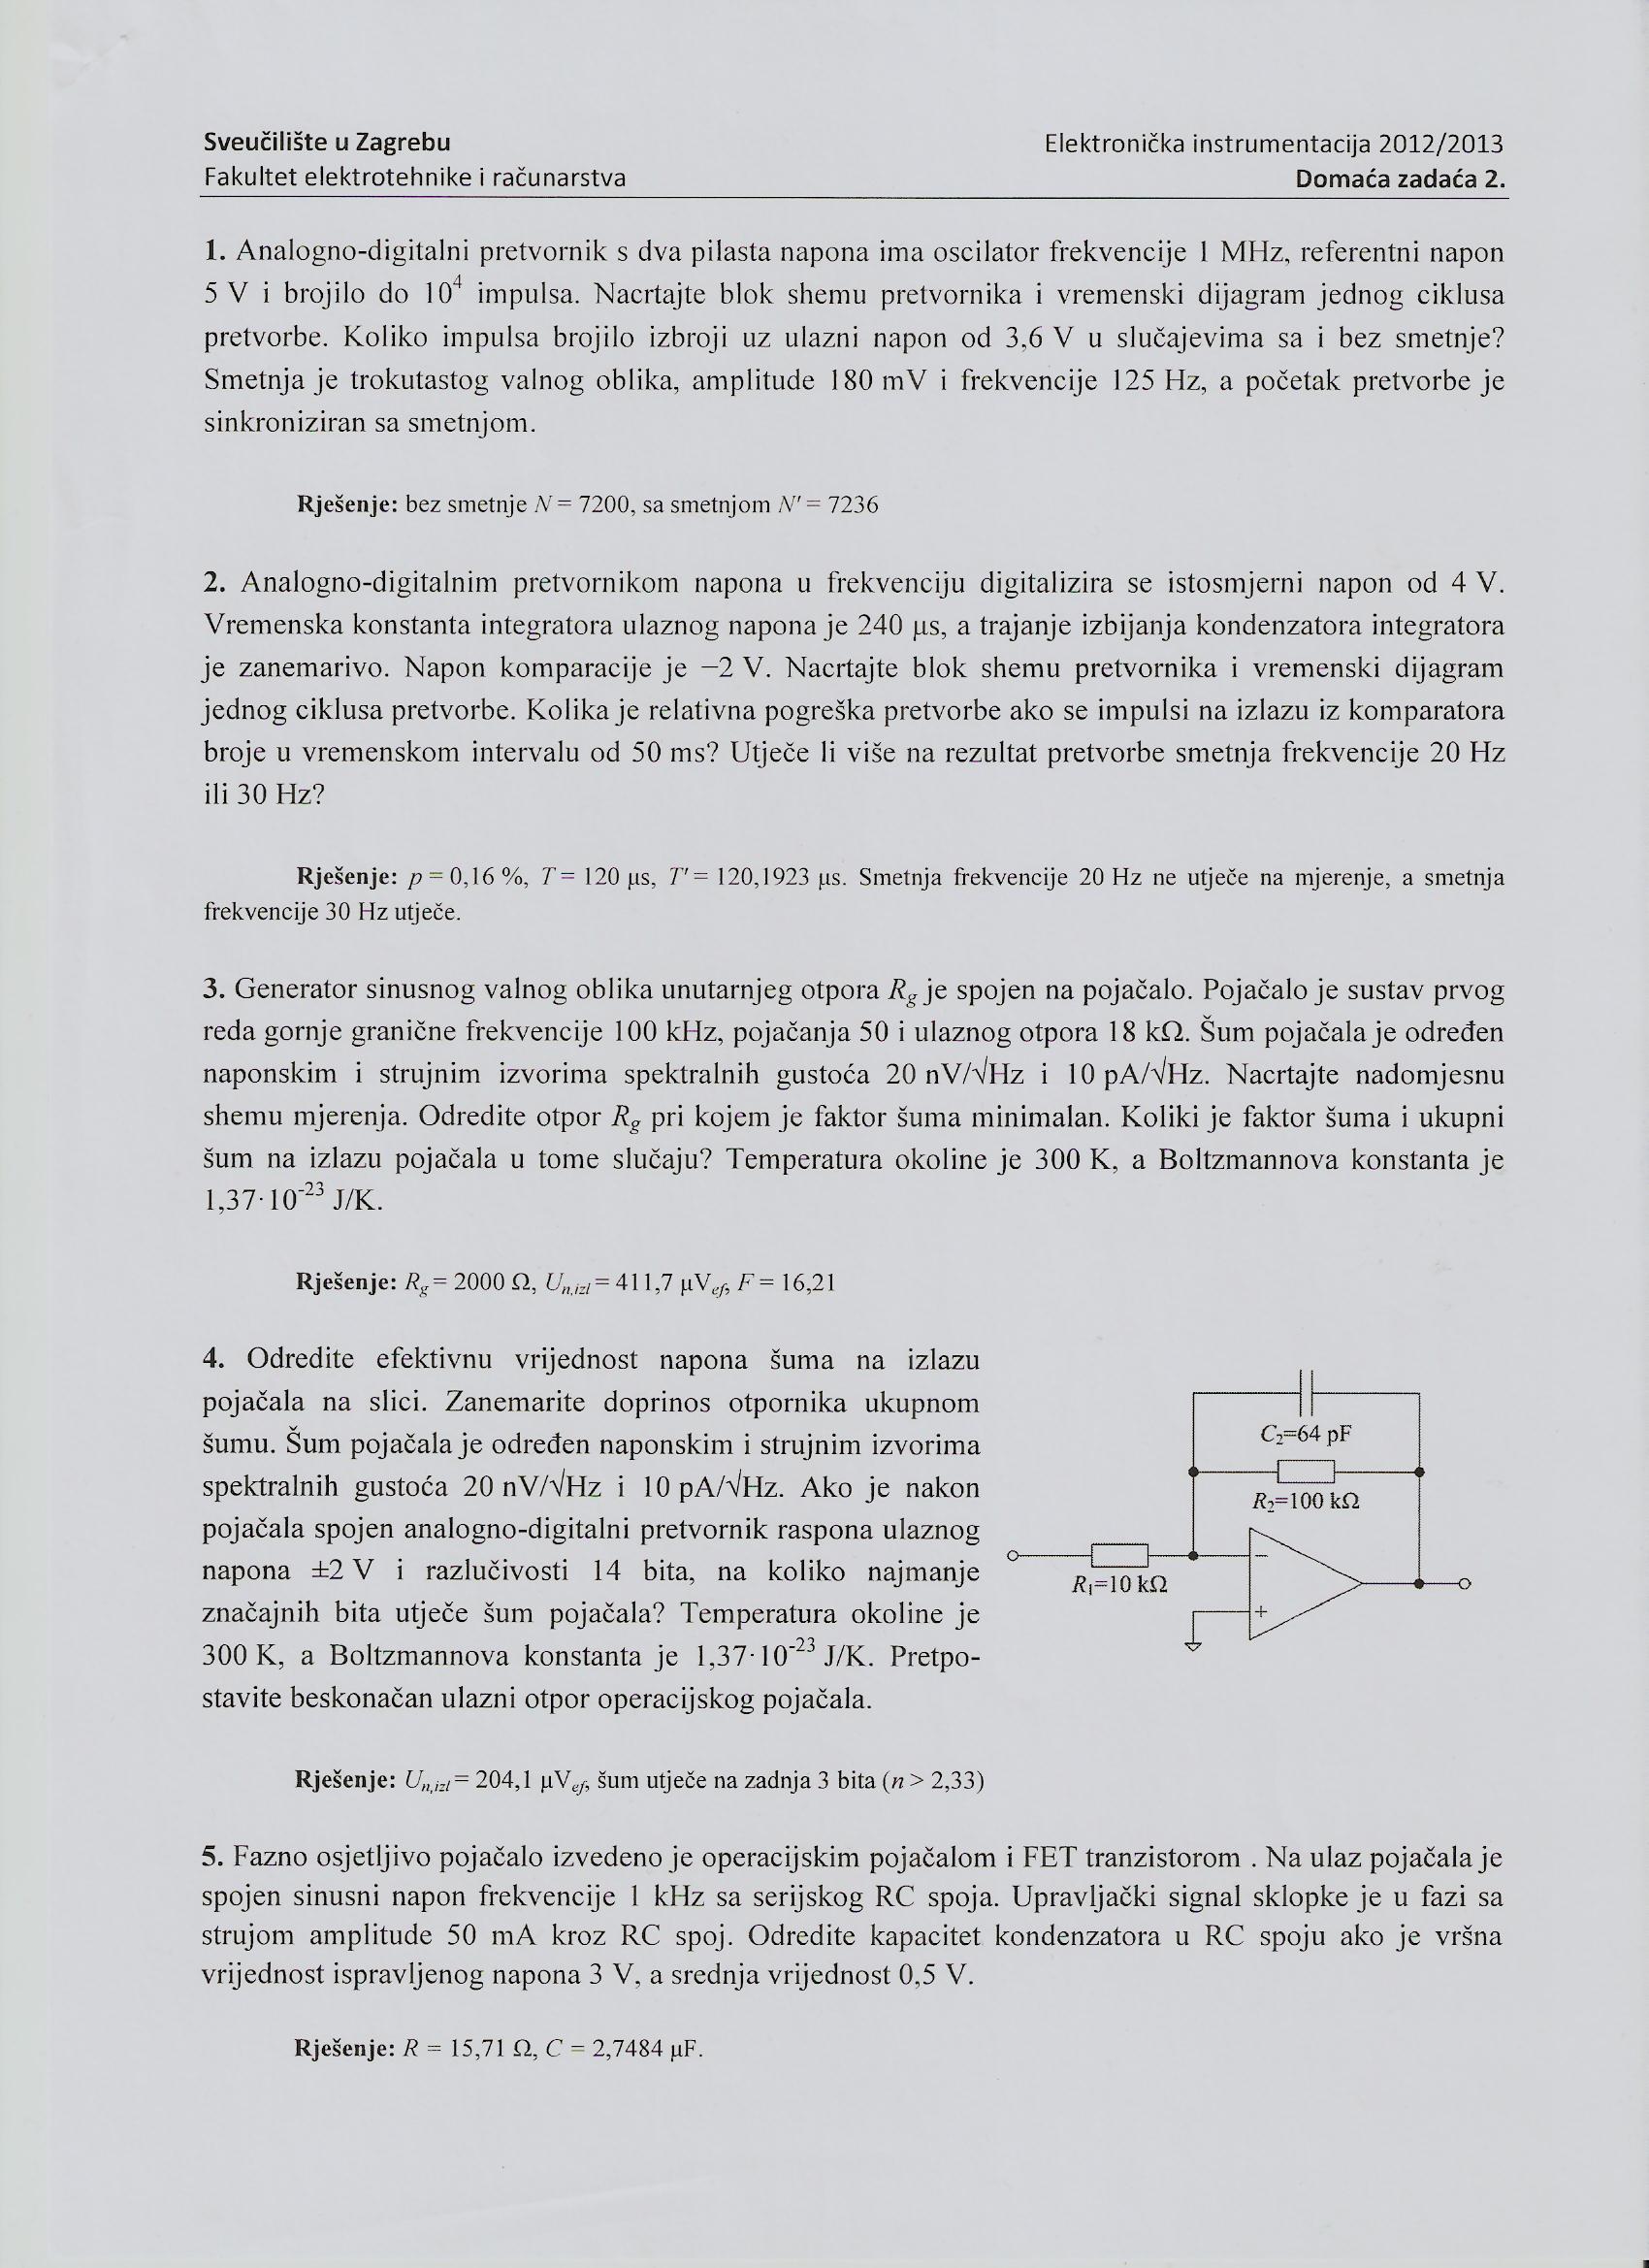 Sveučilište u Zagrebu
Elektronička instrumentacija 2012/2013
Fakultet elektrotehnike i računarstva
Domaća zadaća 2.
1. Analogno-digitalni pretvornik s dva pilasta napona ima oscilator frekvencije 1 MHz, referentni napon
5 V i brojilo do 10⁴ impulsa. Nacrtajte blok shemu pretvornika i vremenski dijagram jednog ciklusa
pretvorbe. Koliko impulsa brojilo izbroji uz ulazni napon od 3,6 V u slučajevima sa i bez smetnje?
Smetnja je trokutastog valnog oblika, amplitude 180 mV i frekvencije 125 Hz, a početak pretvorbe je
sinkroniziran sa smetnjom.
Rješenje: bez smetnje N = 7200, sa smetnjom N' = 7236
2. Analogno-digitalnim pretvornikom napona u frekvenciju digitalizira se istosmjerni napon od 4 V.
Vremenska konstanta integratora ulaznog napona je 240 μs, a trajanje izbijanja kondenzatora integratora
je zanemarivo. Napon komparacije je −2 V. Nacrtajte blok shemu pretvornika i vremenski dijagram
jednog ciklusa pretvorbe. Kolika je relativna pogreška pretvorbe ako se impulsi na izlazu iz komparatora
broje u vremenskom intervalu od 50 ms? Utječe li više na rezultat pretvorbe smetnja frekvencije 20 Hz
ili 30 Hz?
Rješenje: p = 0,16 %, T = 120 μs, T' = 120,1923 μs. Smetnja frekvencije 20 Hz ne utječe na mjerenje, a smetnja
frekvencije 30 Hz utječe.
3. Generator sinusnog valnog oblika unutarnjeg otpora Rg je spojen na pojačalo. Pojačalo je sustav prvog
reda gornje granične frekvencije 100 kHz, pojačanja 50 i ulaznog otpora 18 kΩ. Šum pojačala je određen
naponskim i strujnim izvorima spektralnih gustoća 20 nV/√Hz i 10 pA/√Hz. Nacrtajte nadomjesnu
shemu mjerenja. Odredite otpor Rg pri kojem je faktor šuma minimalan. Koliki je faktor šuma i ukupni
šum na izlazu pojačala u tome slučaju? Temperatura okoline je 300 K, a Boltzmannova konstanta je
1,37·10⁻²³ J/K.
Rješenje: Rg = 2000 Ω, Un,izl = 411,7 μVef, F = 16,21
4. Odredite efektivnu vrijednost napona šuma na izlazu
pojačala na slici. Zanemarite doprinos otpornika ukupnom
šumu. Šum pojačala je određen naponskim i strujnim izvorima
spektralnih gustoća 20 nV/√Hz i 10 pA/√Hz. Ako je nakon
pojačala spojen analogno-digitalni pretvornik raspona ulaznog
napona ±2 V i razlučivosti 14 bita, na koliko najmanje
značajnih bita utječe šum pojačala? Temperatura okoline je
300 K, a Boltzmannova konstanta je 1,37·10⁻²³ J/K. Pretpo-
stavite beskonačan ulazni otpor operacijskog pojačala.
C₂=64 pF
R₂=100 kΩ
R₁=10 kΩ
−
+
Rješenje: Un,izl = 204,1 μVef, šum utječe na zadnja 3 bita (n > 2,33)
5. Fazno osjetljivo pojačalo izvedeno je operacijskim pojačalom i FET tranzistorom . Na ulaz pojačala je
spojen sinusni napon frekvencije 1 kHz sa serijskog RC spoja. Upravljački signal sklopke je u fazi sa
strujom amplitude 50 mA kroz RC spoj. Odredite kapacitet kondenzatora u RC spoju ako je vršna
vrijednost ispravljenog napona 3 V, a srednja vrijednost 0,5 V.
Rješenje: R = 15,71 Ω, C = 2,7484 μF.